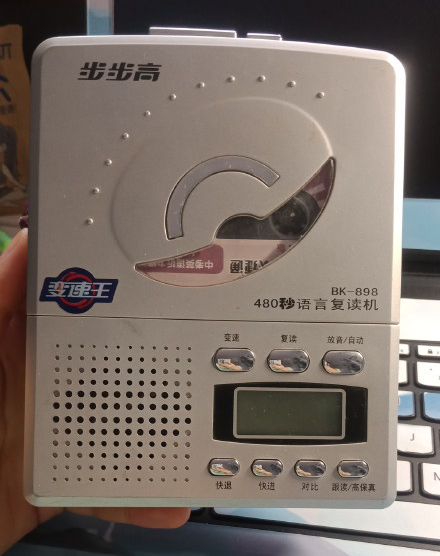 步步高
变速王
BK-898
480秒语言复读机
变速 复读 放音/自动
快退 快进 对比 跟读/高保真
J
N